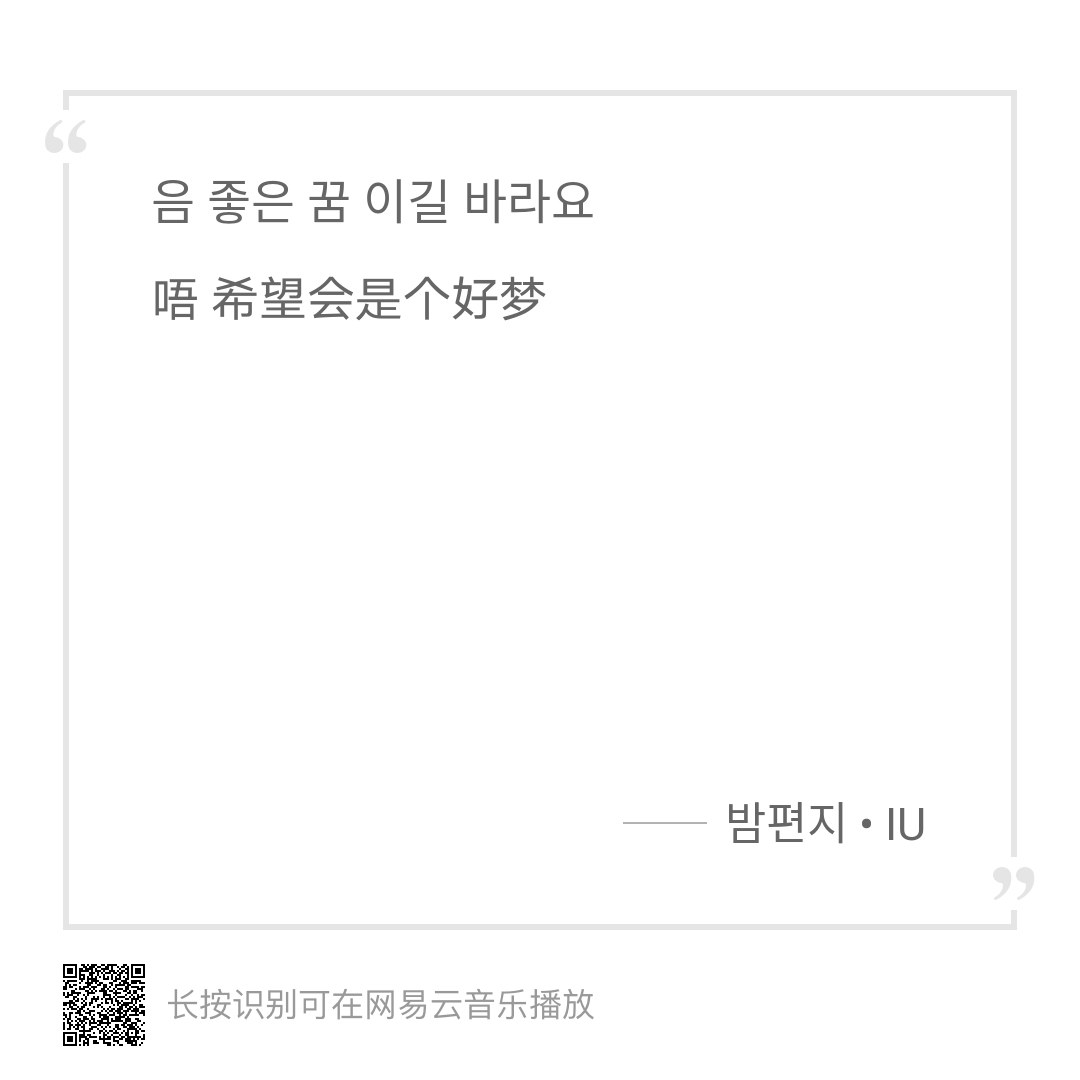 “
음 좋은 꿈 이길 바라요
唔 希望会是个好梦
—— 밤편지 • IU
”
长按识别可在网易云音乐播放